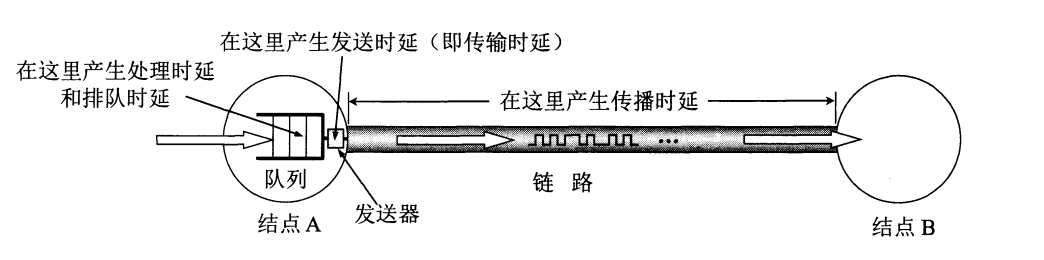 在这里产生发送时延（即传输时延）
在这里产生处理时延
和排队时延
在这里产生传播时延
队列
链 路
发送器
结点 A
结点 B